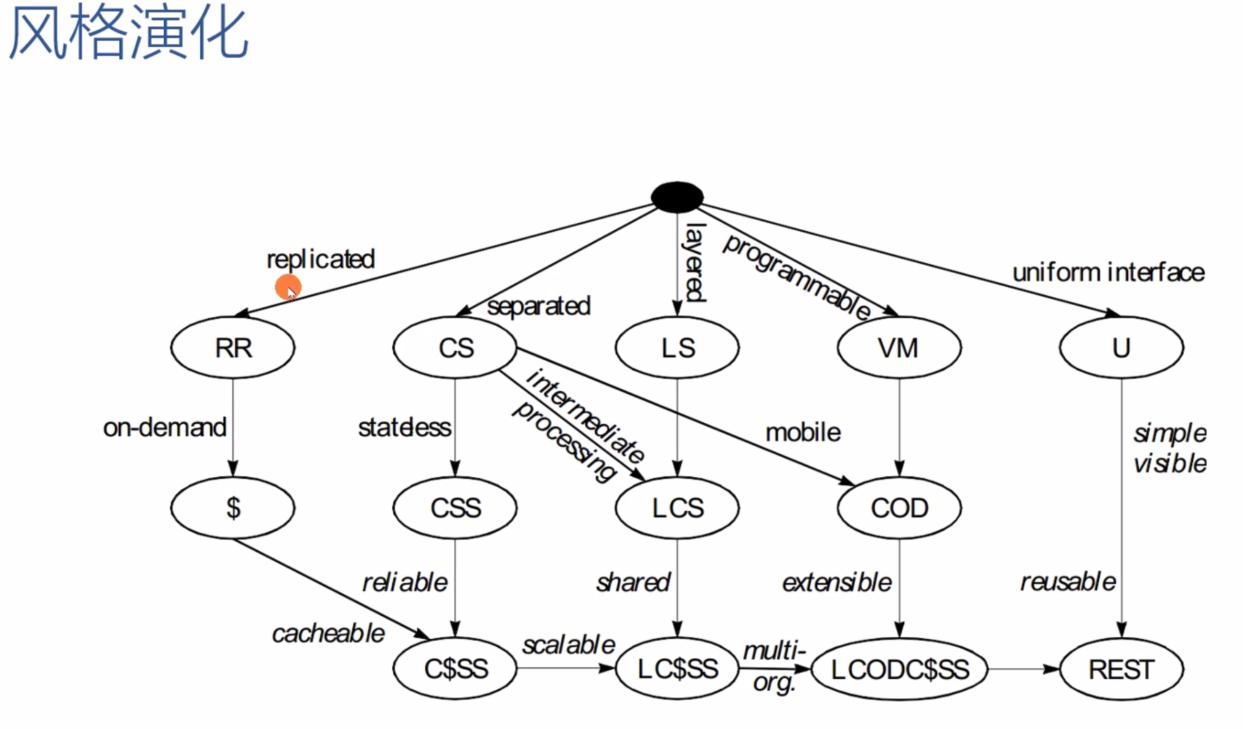 风格演化
replicated
separated
layered
programmable
uniform interface
RR
CS
LS
VM
U
on-demand
stateless
intermediate
processing
mobile
simple
visible
$
CSS
LCS
COD
reliable
shared
extensible
reusable
cacheable
scalable
multi-
org.
C$SS
LC$SS
LCODC$SS
REST